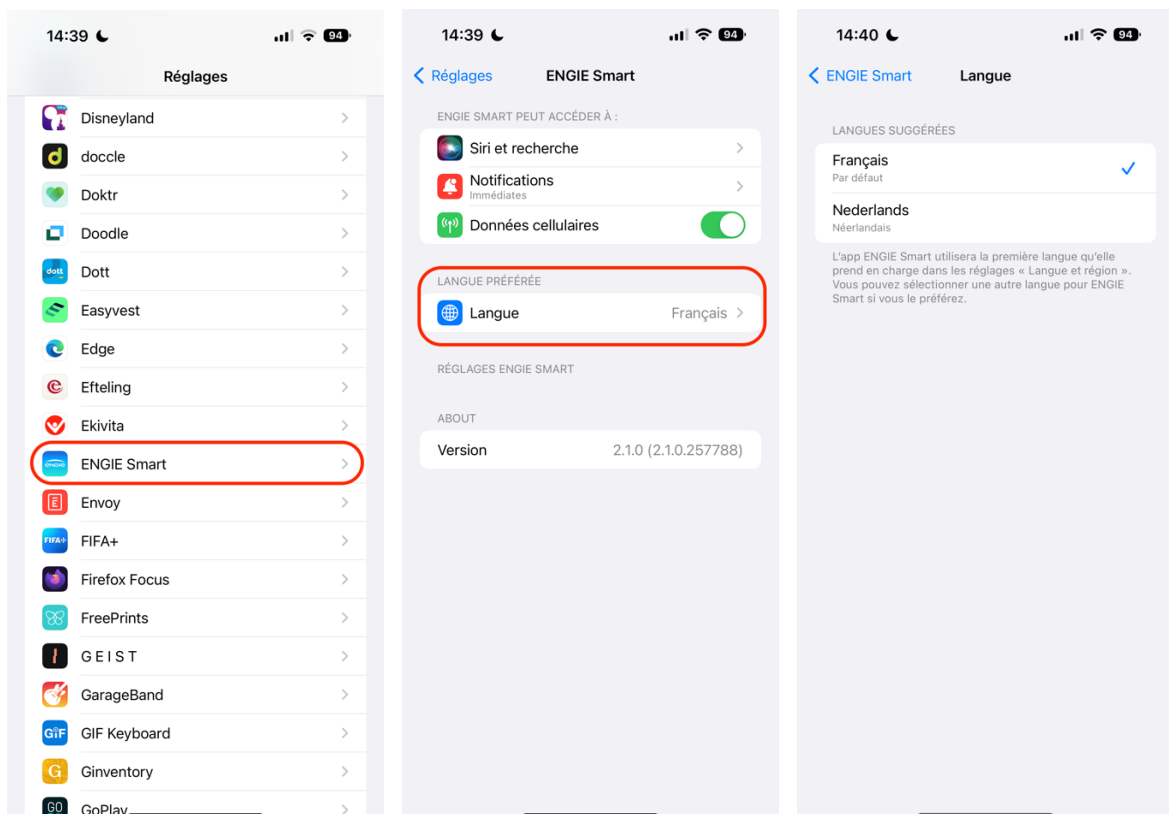 14:39
94
Réglages
Disneyland
doccle
Doktr
Doodle
dott
Dott
Easyvest
Edge
Efteling
Ekivita
ENGIE
ENGIE Smart
Envoy
FIFA+
FIFA+
Firefox Focus
FreePrints
G E I S T
GarageBand
GIF
GIF Keyboard
G
Ginventory
GO
GoPlay
14:39
94
Réglages
ENGIE Smart
ENGIE SMART PEUT ACCÉDER À :
Siri et recherche
Notifications
Immédiates
Données cellulaires
LANGUE PRÉFÉRÉE
Langue
Français
RÉGLAGES ENGIE SMART
ABOUT
Version
2.1.0 (2.1.0.257788)
14:40
94
ENGIE Smart
Langue
LANGUES SUGGÉRÉES
Français
Par défaut
Nederlands
Néerlandais
L'app ENGIE Smart utilisera la première langue qu'elle
prend en charge dans les réglages « Langue et région ».
Vous pouvez sélectionner une autre langue pour ENGIE
Smart si vous le préférez.